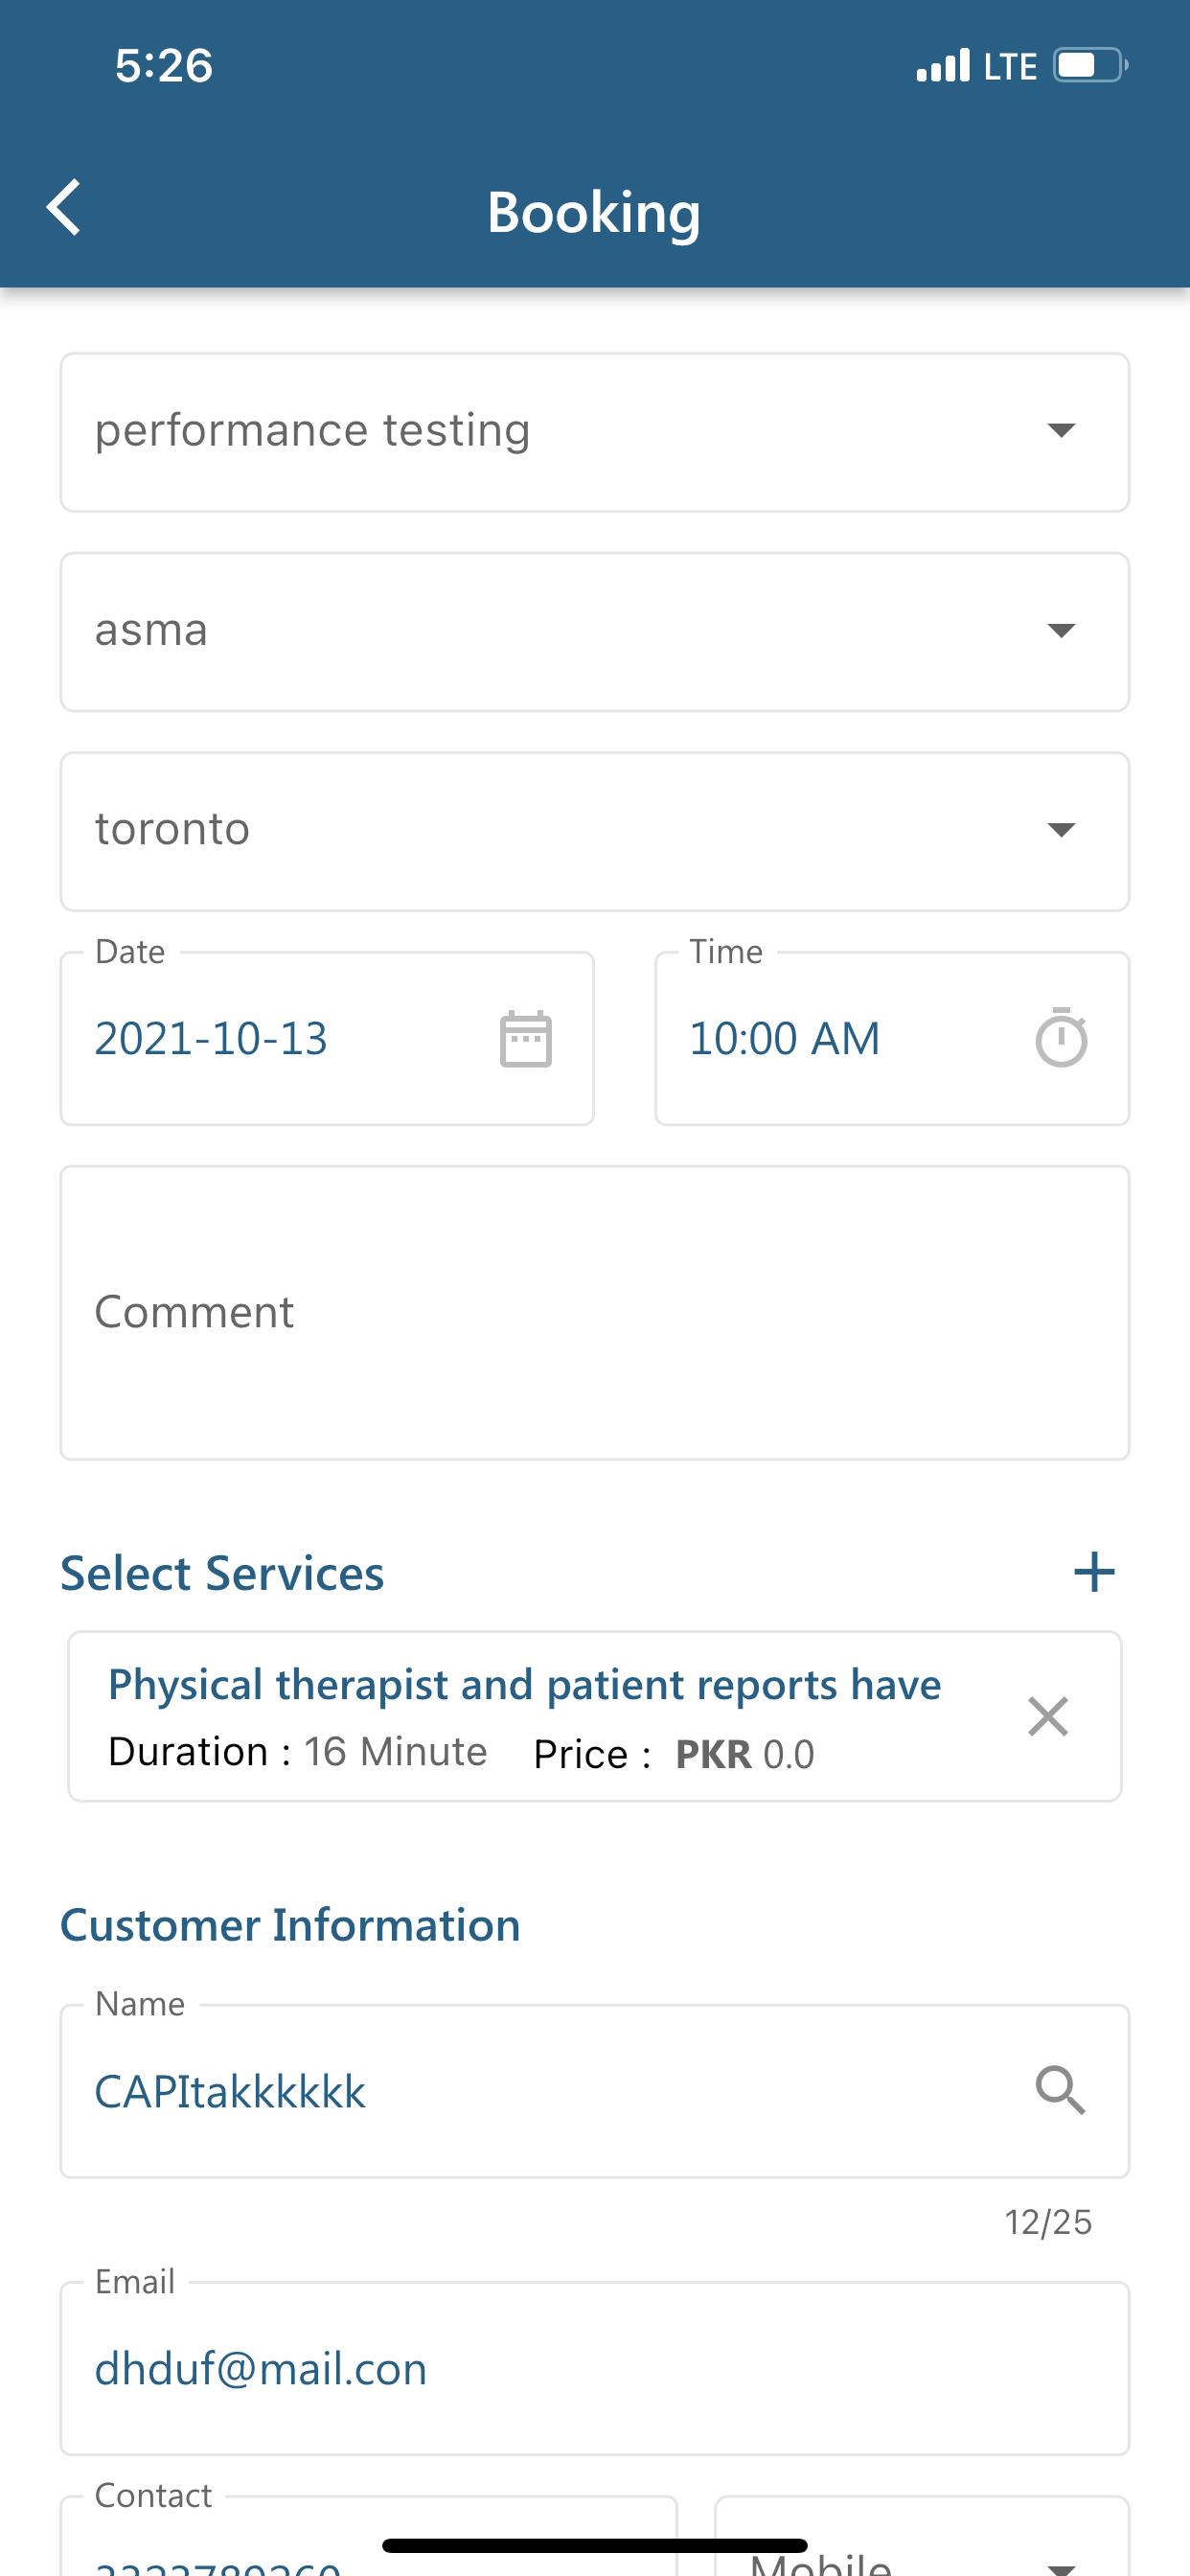 5:26 LTE
Booking
performance testing
asma
toronto
Date Time
2021-10-13 10:00 AM
Comment
Select Services +
Physical therapist and patient reports have
Duration : 16 Minute Price : PKR 0.0
Customer Information
Name
CAPItakkkkkk
12/25
Email
dhduf@mail.con
Contact
Mobile